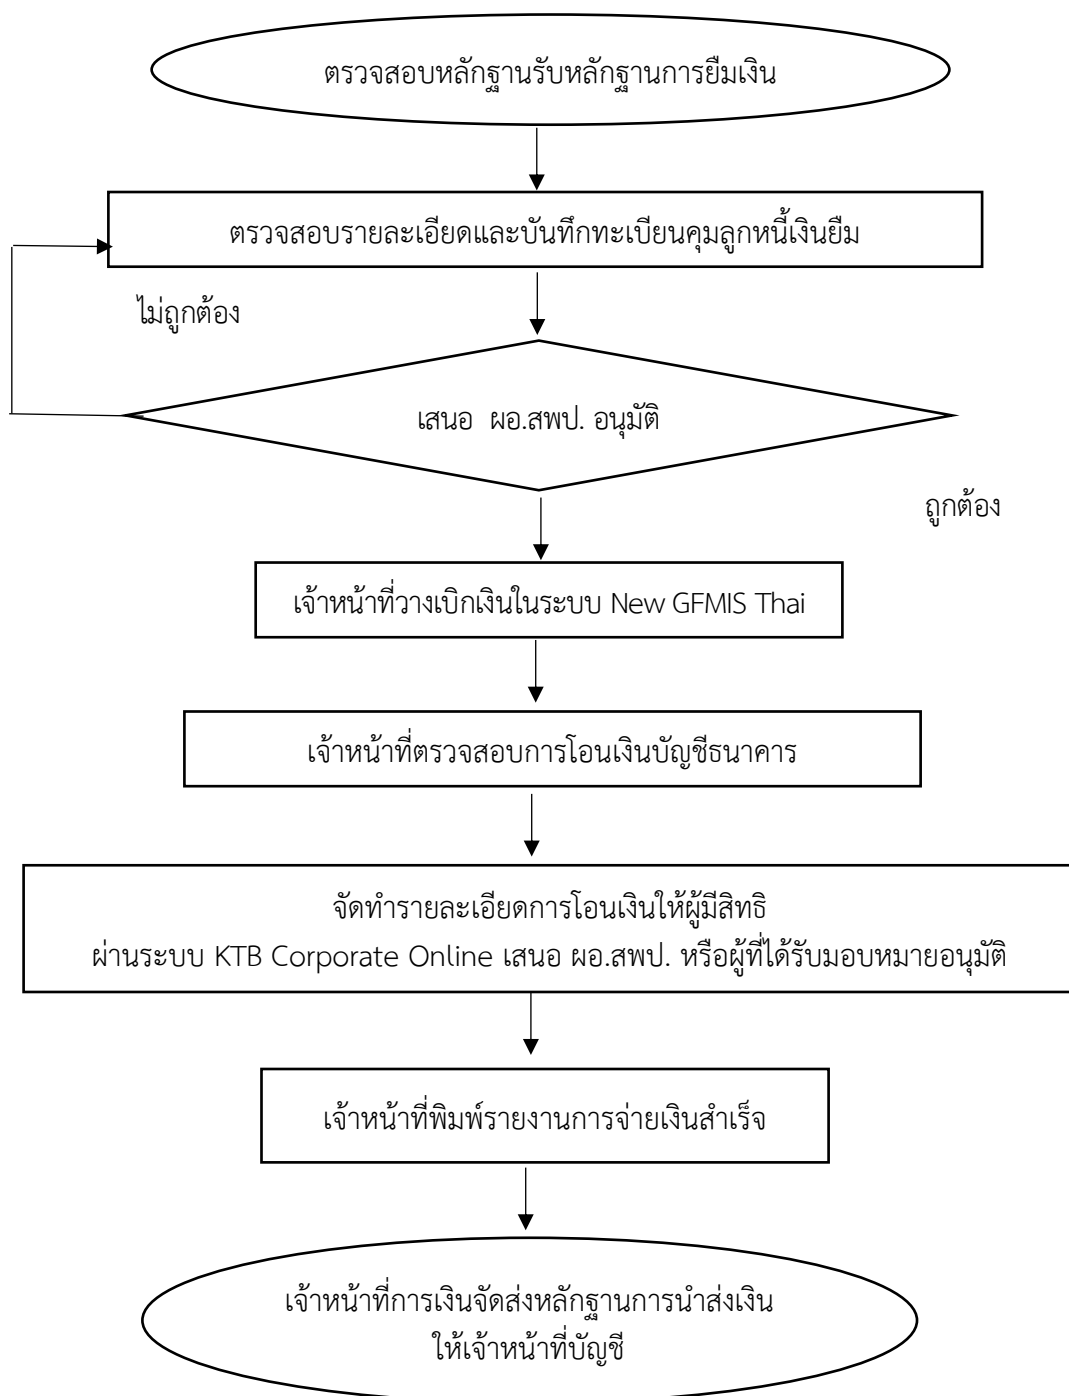 ตรวจสอบหลักฐานรับหลักฐานการยืมเงิน
ตรวจสอบรายละเอียดและบันทึกทะเบียนคุมลูกหนี้เงินยืม
ไม่ถูกต้อง
เสนอ ผอ.สพป. อนุมัติ
ถูกต้อง
เจ้าหน้าที่วางเบิกเงินในระบบ New GFMIS Thai
เจ้าหน้าที่ตรวจสอบการโอนเงินบัญชีธนาคาร
จัดทำรายละเอียดการโอนเงินให้ผู้มีสิทธิ
ผ่านระบบ KTB Corporate Online เสนอ ผอ.สพป. หรือผู้ที่ได้รับมอบหมายอนุมัติ
เจ้าหน้าที่พิมพ์รายงานการจ่ายเงินสำเร็จ
เจ้าหน้าที่การเงินจัดส่งหลักฐานการนำส่งเงิน
ให้เจ้าหน้าที่บัญชี